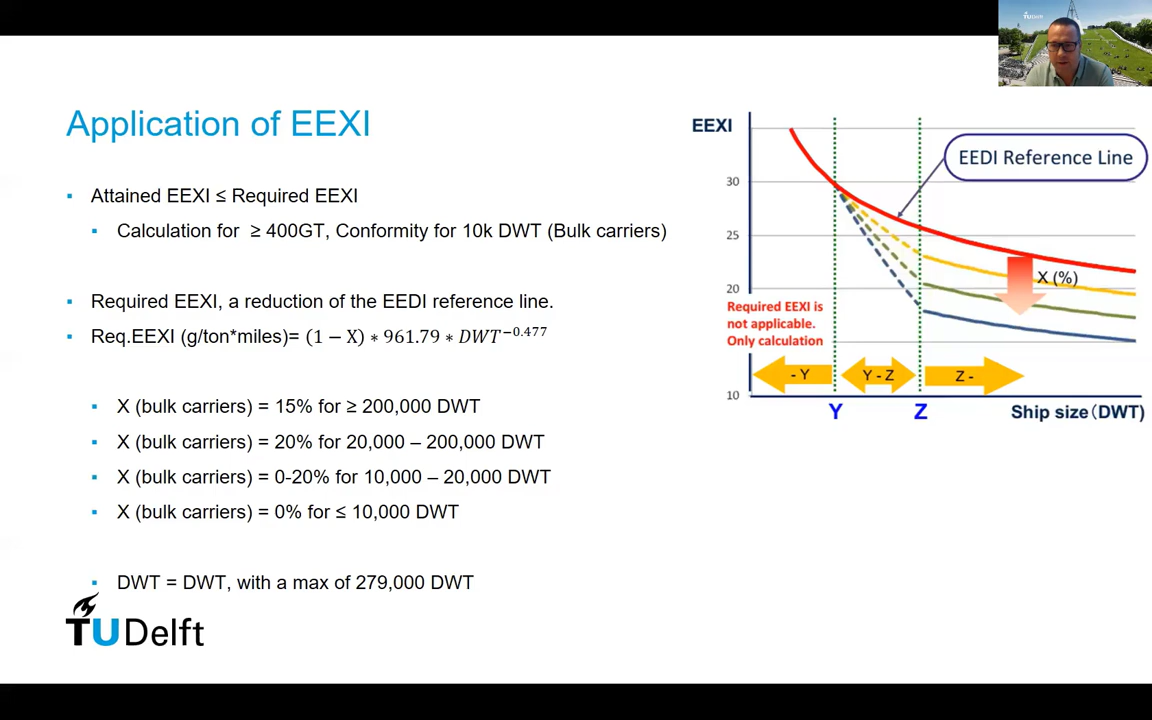 TUDelft
Application of EEXI
Attained EEXI ≤ Required EEXI
Calculation for ≥ 400GT, Conformity for 10k DWT (Bulk carriers)
Required EEXI, a reduction of the EEDI reference line.
Req.EEXI (g/ton*miles)= (1 − X) * 961.79 * DWT^−0.477
X (bulk carriers) = 15% for ≥ 200,000 DWT
X (bulk carriers) = 20% for 20,000 – 200,000 DWT
X (bulk carriers) = 0-20% for 10,000 – 20,000 DWT
X (bulk carriers) = 0% for ≤ 10,000 DWT
DWT = DWT, with a max of 279,000 DWT
TUDelft
EEXI
EEDI Reference Line
30
25
20
X (%)
Required EEXI is
not applicable.
Only calculation
- Y
Y - Z
Z -
10
Y
Z
Ship size (DWT)